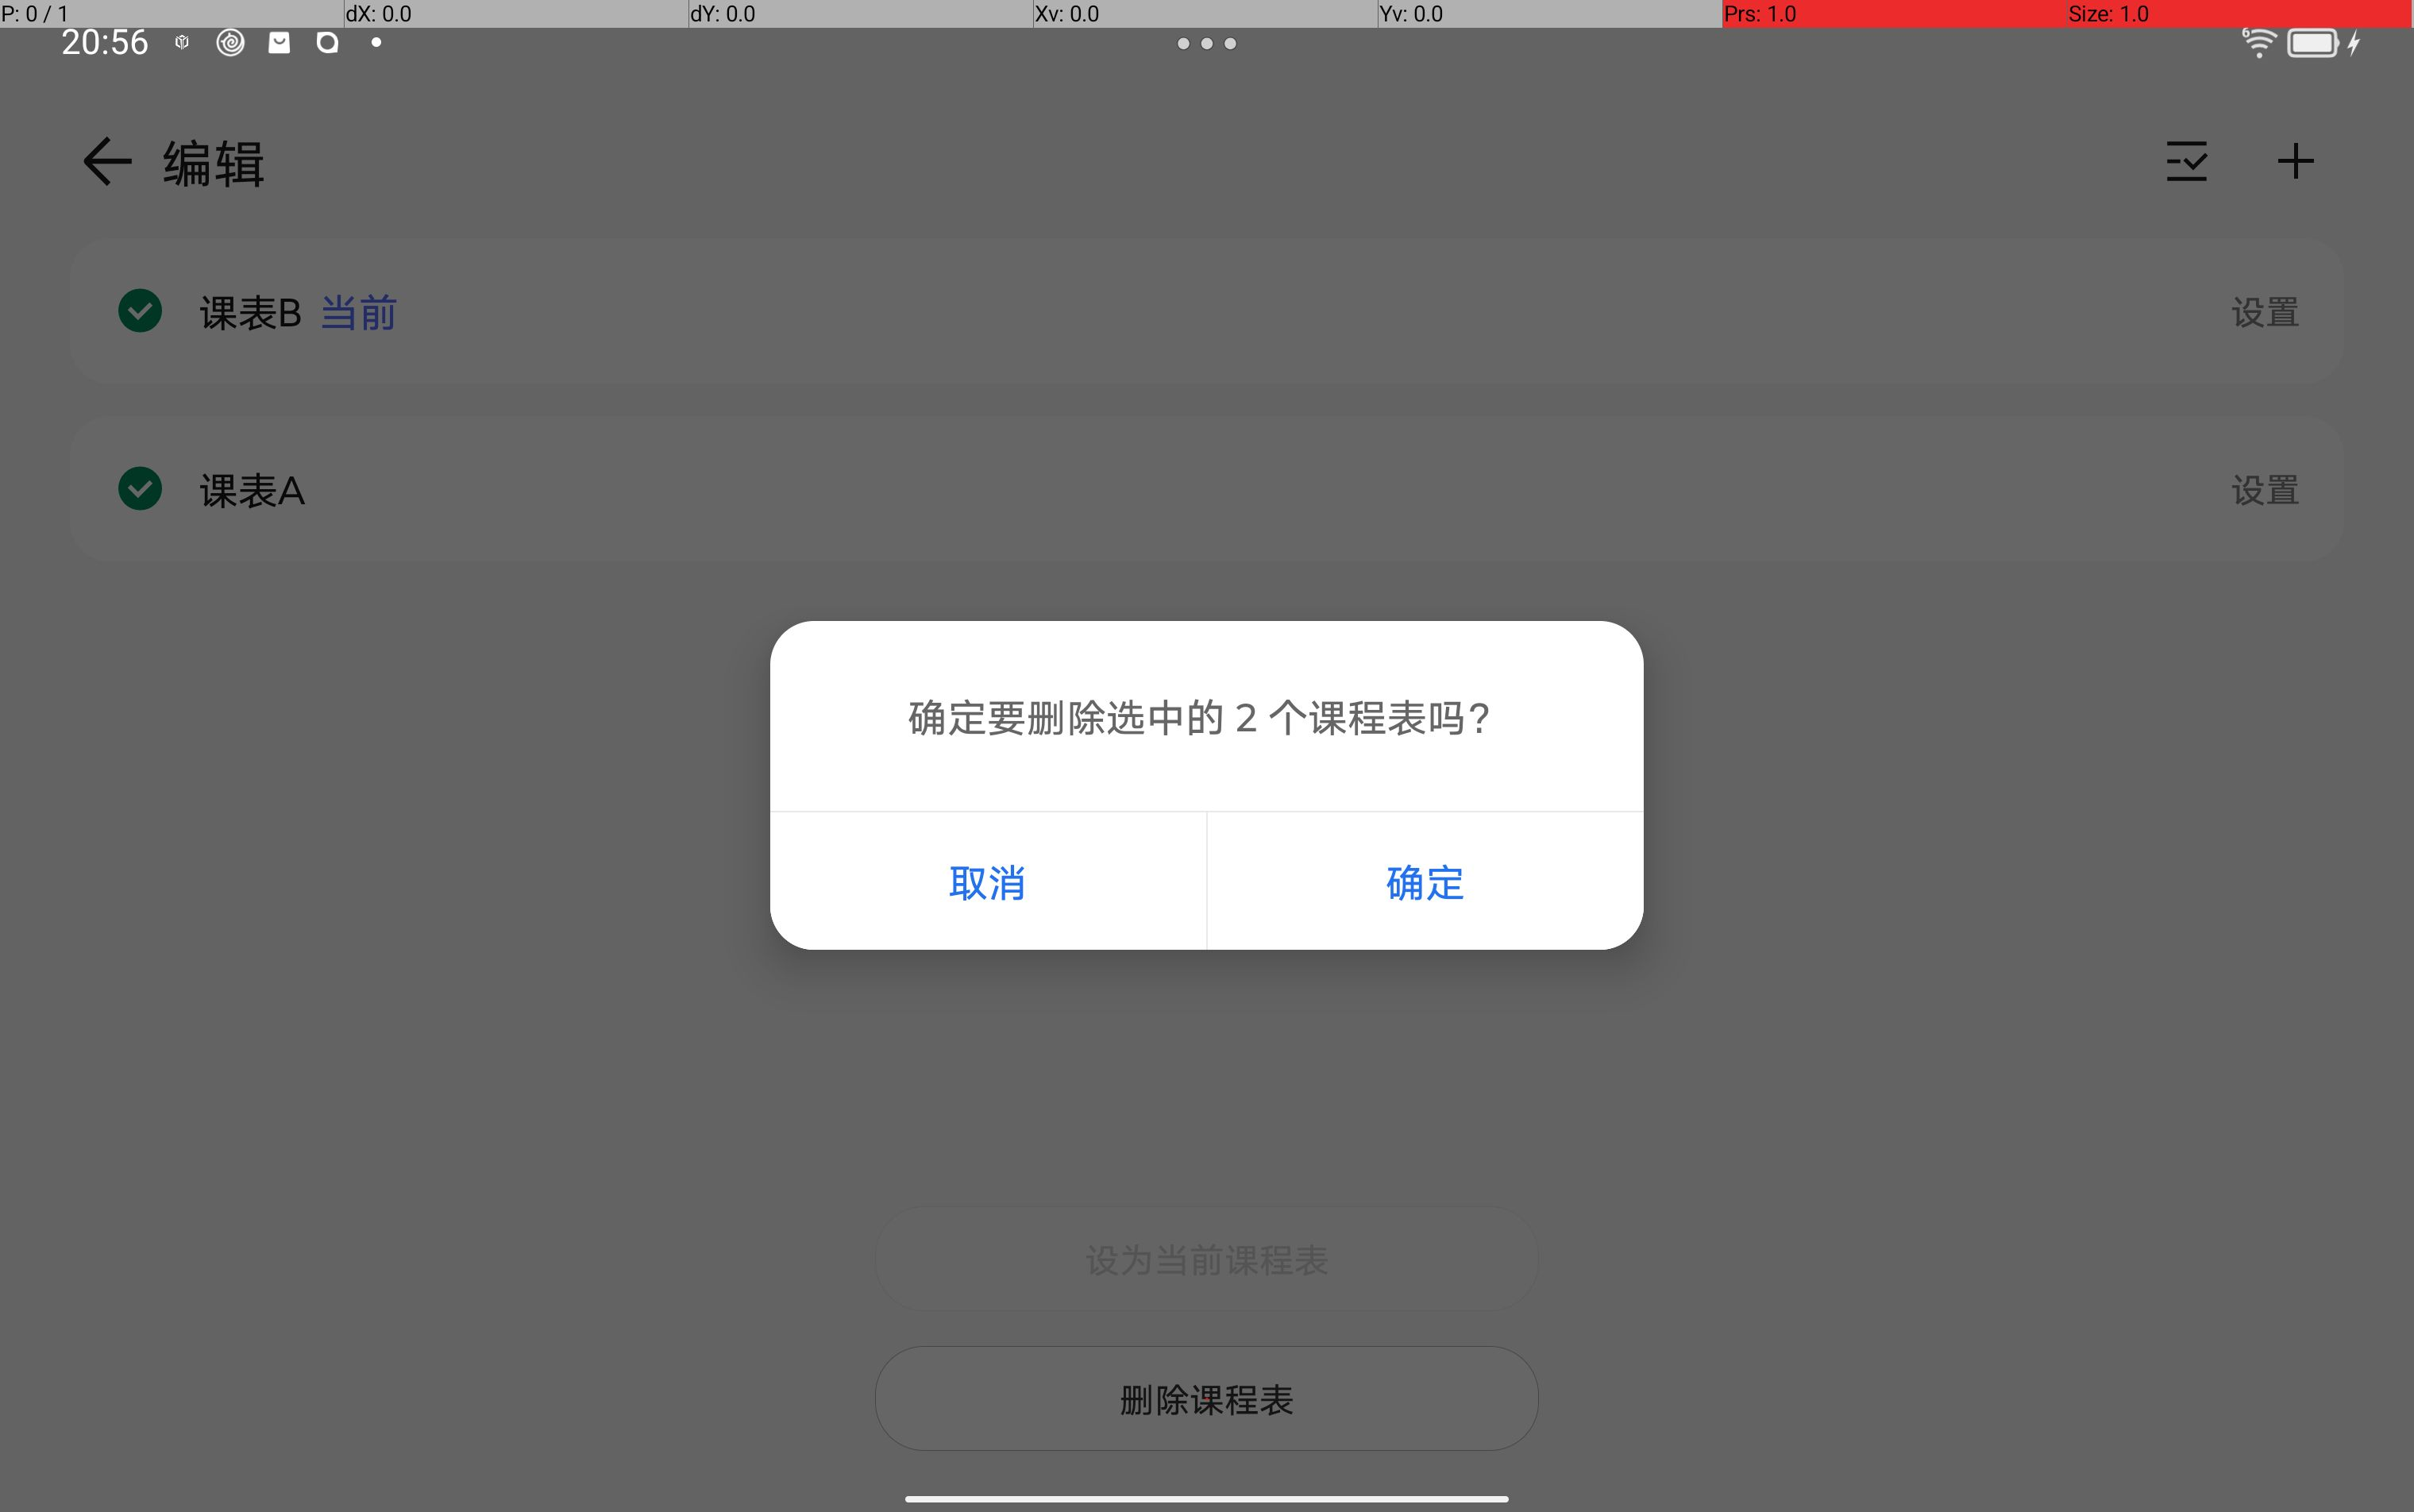 P: 0 / 1 dX: 0.0 dY: 0.0 Xv: 0.0 Yv: 0.0 Prs: 1.0 Size: 1.0
20:56 6
编辑
课表B 当前 设置
课表A 设置
确定要删除选中的 2 个课程表吗?
取消 确定
设为当前课程表
删除课程表